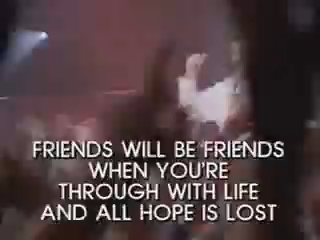 FRIENDS WILL BE FRIENDS
WHEN YOU'RE
THROUGH WITH LIFE
AND ALL HOPE IS LOST